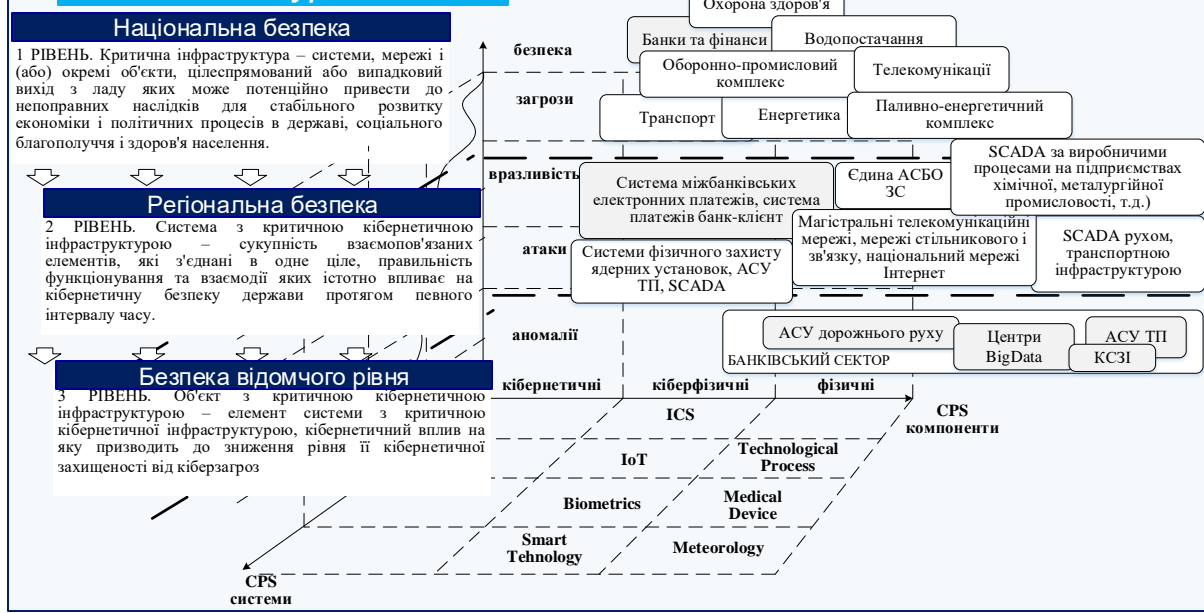 Національна безпека
1 РІВЕНЬ. Критична інфраструктура – системи, мережі і
(або) окремі об'єкти, цілеспрямований або випадковий
вихід з ладу яких може потенційно привести до
непоправних наслідків для стабільного розвитку
економіки і політичних процесів в державі, соціального
благополуччя і здоров'я населення.
Регіональна безпека
2 РІВЕНЬ. Система з критичною кібернетичною
інфраструктурою – сукупність взаємопов'язаних
елементів, які з'єднані в одне ціле, правильність
функціонування та взаємодії яких істотно впливає на
кібернетичну безпеку держави протягом певного
інтервалу часу.
Безпека відомчого рівня
3 РІВЕНЬ. Об'єкт з критичною кібернетичною
інфраструктурою – елемент системи з критичною
кібернетичної інфраструктурою, кібернетичний вплив на
яку призводить до зниження рівня її кібернетичної
захищеності від кіберзагроз
безпека
загрози
вразливість
атаки
аномалії
Охорона здоров'я
Банки та фінанси
Водопостачання
Оборонно-промисловий
комплекс
Телекомунікації
Транспорт
Енергетика
Паливно-енергетичний
комплекс
Система міжбанківських
електронних платежів, система
платежів банк-клієнт
Єдина АСБО
ЗС
SCADA за виробничими
процесами на підприємствах
хімічної, металургійної
промисловості, т.д.)
Системи фізичного захисту
ядерних установок, АСУ
ТП, SCADA
Магістральні телекомунікаційні
мережі, мережі стільникового і
зв'язку, національний мережі
Інтернет
SCADA рухом,
транспортною
інфраструктурою
АСУ дорожнього руху
Центри
BigData
АСУ ТП
КСЗІ
БАНКІВСЬКИЙ СЕКТОР
кібернетичні
кіберфізичні
фізичні
CPS
компоненти
ICS
IoT
Technological
Process
Biometrics
Medical
Device
Smart
Tehnology
Meteorology
CPS
системи